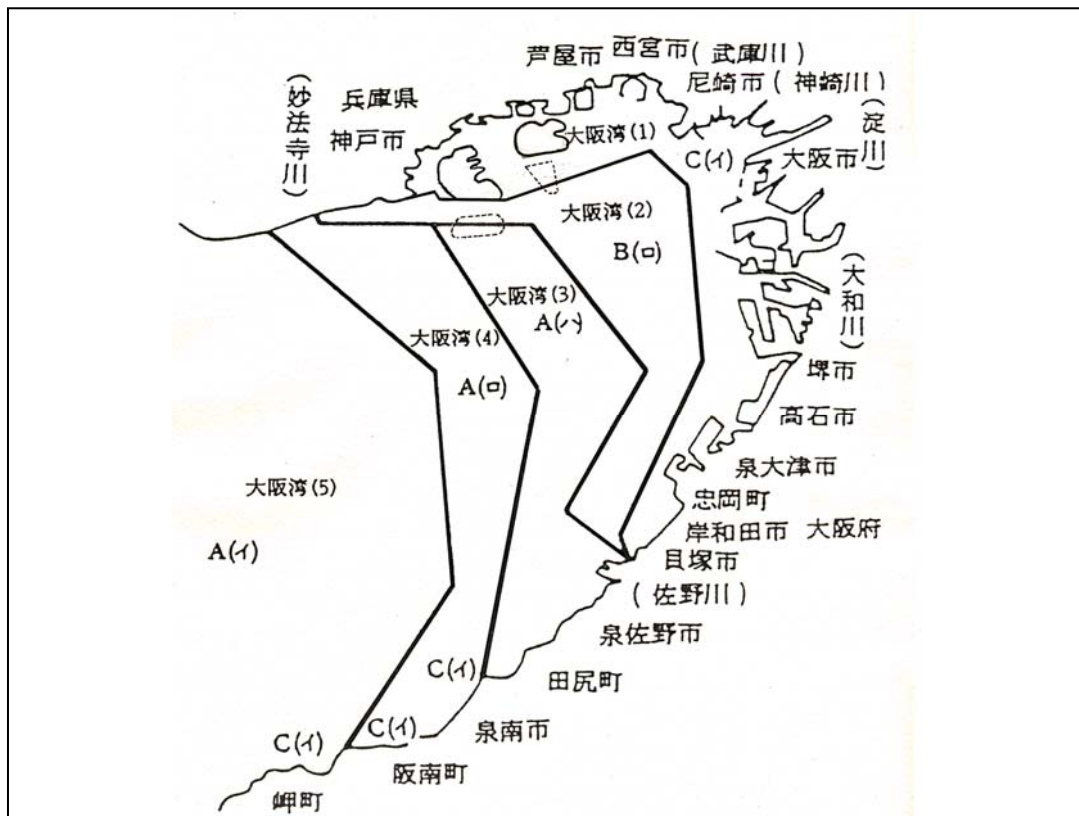 芦屋市
西宮市
(武庫川)
尼崎市
(神崎川)
(妙法寺川)
兵庫県
神戸市
大阪湾(1)
C(イ)
(淀川)
大阪市
大阪湾(2)
B(ロ)
(大和川)
大阪湾(3)
A(ハ)
大阪湾(4)
A(ロ)
堺市
高石市
泉大津市
大阪湾(5)
忠岡町
A(イ)
岸和田市
大阪府
貝塚市
(佐野川)
泉佐野市
C(イ)
田尻町
C(イ)
泉南市
C(イ)
阪南町
岬町